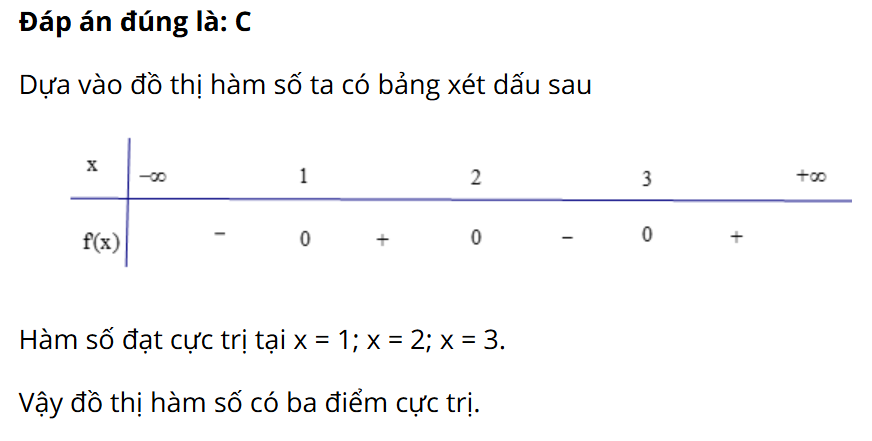 Đáp án đúng là: C
Dựa vào đồ thị hàm số ta có bảng xét dấu sau
x −∞ 1 2 3 +∞
f'(x) − 0 + 0 − 0 +
Hàm số đạt cực trị tại x = 1; x = 2; x = 3.
Vậy đồ thị hàm số có ba điểm cực trị.